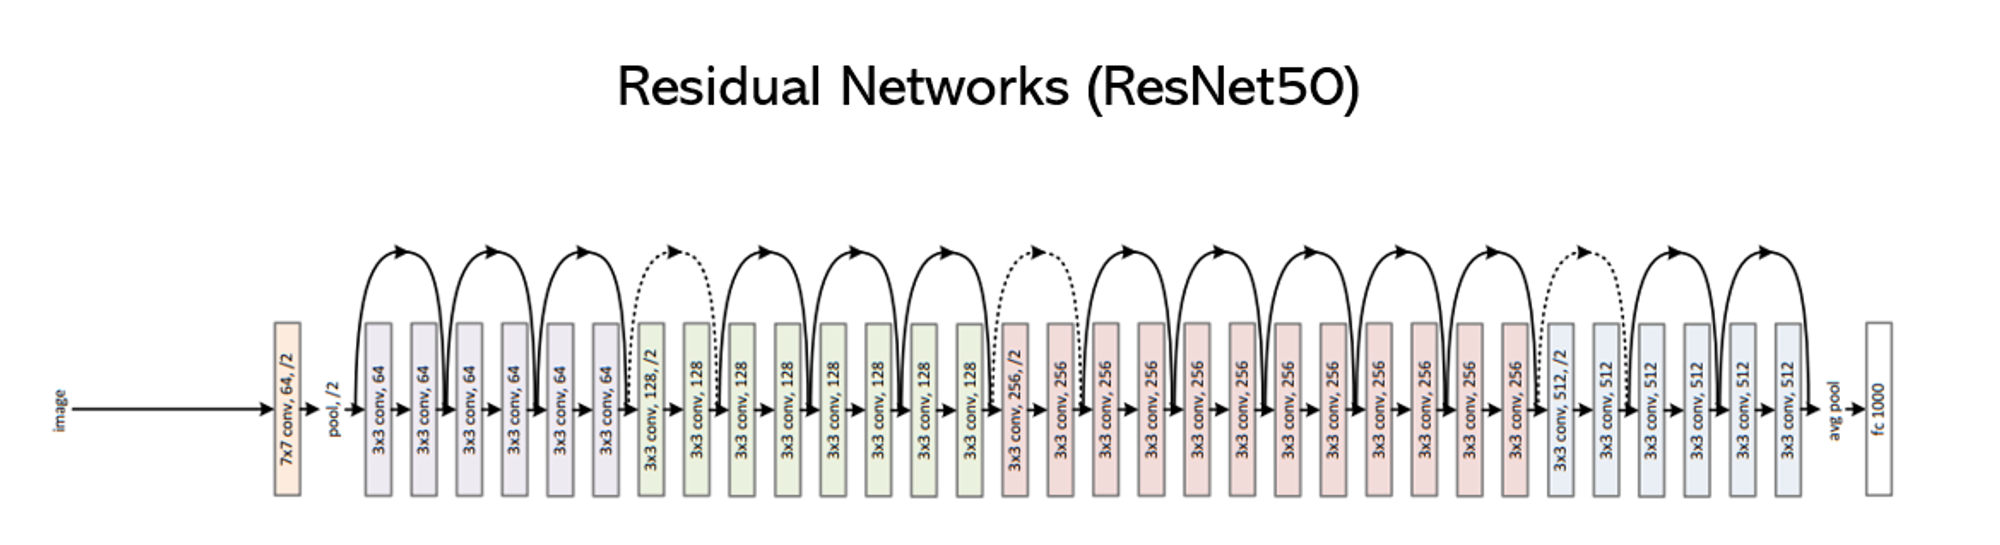 Residual Networks (ResNet50)
image
7x7 conv, 64, /2
pool, /2
3x3 conv, 64
3x3 conv, 64
3x3 conv, 64
3x3 conv, 64
3x3 conv, 64
3x3 conv, 64
3x3 conv, 128, /2
3x3 conv, 128
3x3 conv, 128
3x3 conv, 128
3x3 conv, 128
3x3 conv, 128
3x3 conv, 128
3x3 conv, 128
3x3 conv, 256, /2
3x3 conv, 256
3x3 conv, 256
3x3 conv, 256
3x3 conv, 256
3x3 conv, 256
3x3 conv, 256
3x3 conv, 256
3x3 conv, 256
3x3 conv, 256
3x3 conv, 256
3x3 conv, 256
3x3 conv, 512, /2
3x3 conv, 512
3x3 conv, 512
3x3 conv, 512
3x3 conv, 512
3x3 conv, 512
avg pool
fc 1000